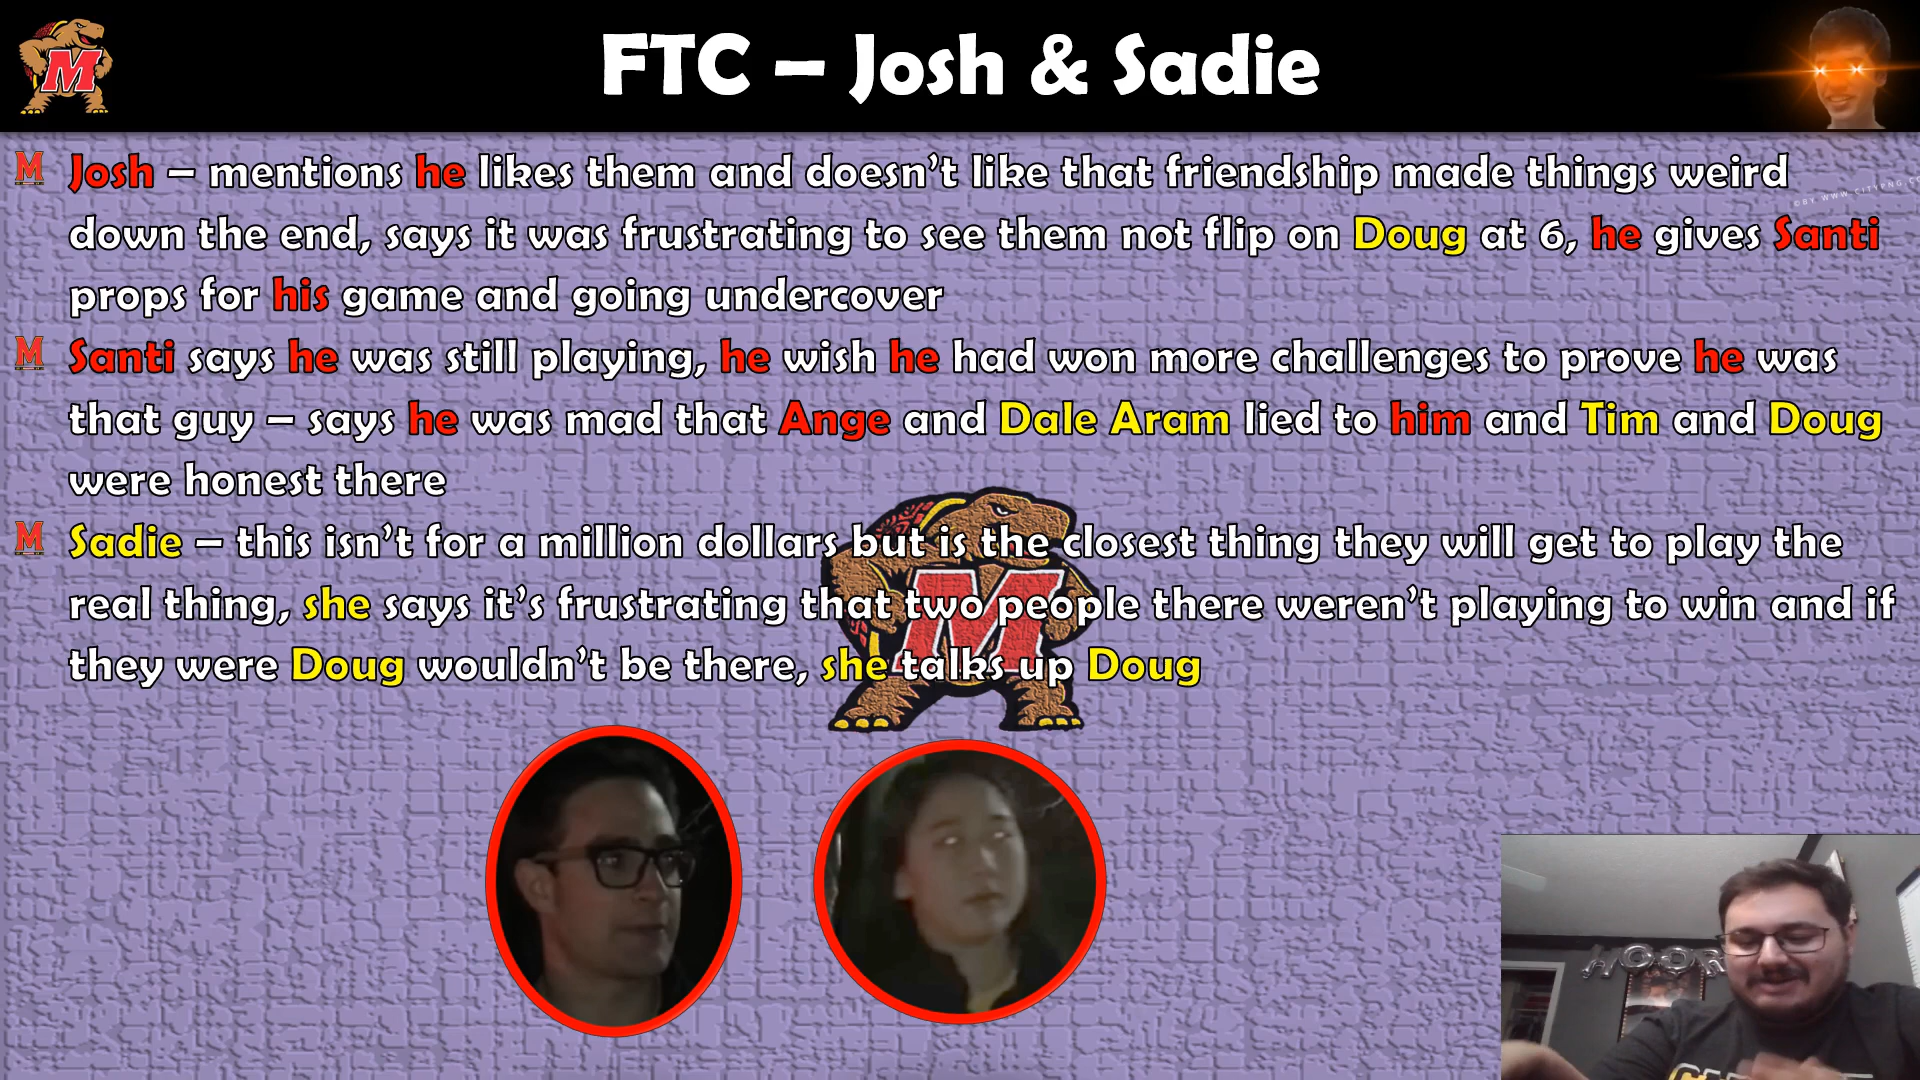 FTC – Josh & Sadie
Josh – mentions he likes them and doesn't like that friendship made things weird
down the end, says it was frustrating to see them not flip on Doug at 6, he gives Santi
props for his game and going undercover
Santi says he was still playing, he wish he had won more challenges to prove he was
that guy – says he was mad that Ange and Dale Aram lied to him and Tim and Doug
were honest there
Sadie – this isn't for a million dollars but is the closest thing they will get to play the
real thing, she says it's frustrating that two people there weren't playing to win and if
they were Doug wouldn't be there, she talks up Doug
M
M
M
M
M
HOOR